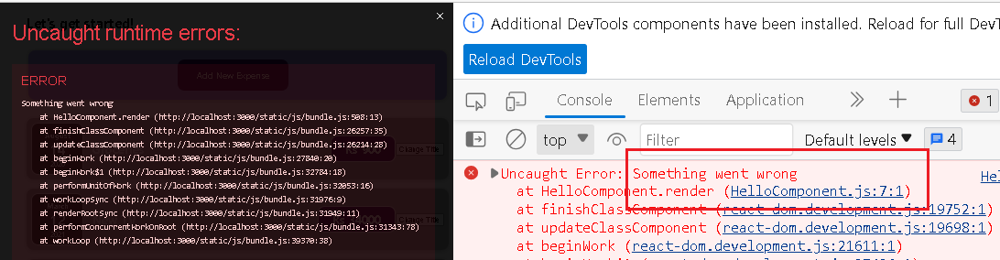 Let's get started!
×
Uncaught runtime errors:
Add New Expense
ERROR
Something went wrong
at HelloComponent.render (http://localhost:3000/static/js/bundle.js:508:13)
at finishClassComponent (http://localhost:3000/static/js/bundle.js:26257:35)
at updateClassComponent (http://localhost:3000/static/js/bundle.js:26214:28)
at beginWork (http://localhost:3000/static/js/bundle.js:27840:20)
at beginWork$1 (http://localhost:3000/static/js/bundle.js:32784:18)
Change Title
at performUnitOfWork (http://localhost:3000/static/js/bundle.js:32053:16)
at workLoopSync (http://localhost:3000/static/js/bundle.js:31976:9)
at renderRootSync (http://localhost:3000/static/js/bundle.js:31949:11)
at performConcurrentWorkOnRoot (http://localhost:3000/static/js/bundle.js:31343:78)
at workLoop (http://localhost:3000/static/js/bundle.js:39370:38)
Additional DevTools components have been installed. Reload for full DevT
Reload DevTools
Console Elements Application
1
top Filter Default levels 4
Uncaught Error: Something went wrong Hel
at HelloComponent.render (HelloComponent.js:7:1)
at finishClassComponent (react-dom.development.js:19752:1)
at updateClassComponent (react-dom.development.js:19698:1)
at beginWork (react-dom.development.js:21611:1)